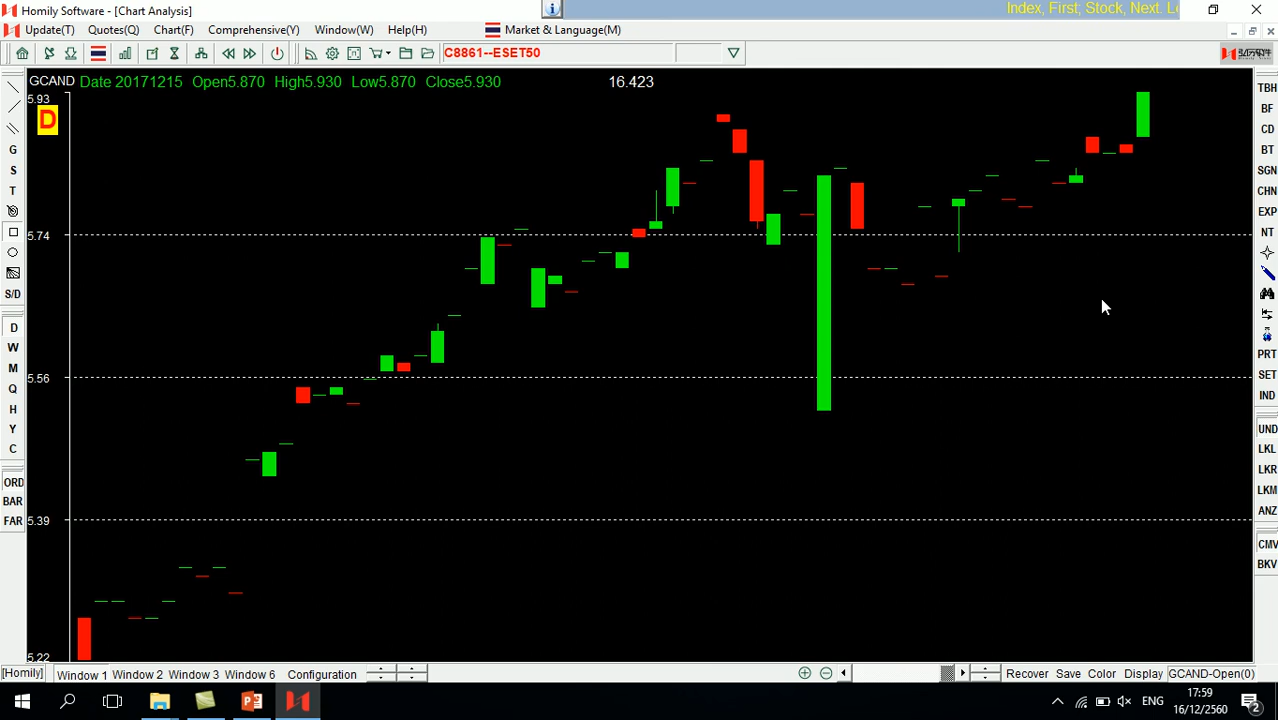 Homily Software - [Chart Analysis]
Index, First; Stock, Next. L
Update(T) Quotes(Q) Chart(F) Comprehensive(Y) Window(W) Help(H) Market & Language(M)
C8861--ESET50
GCAND Date 20171215 Open5.870 High5.930 Low5.870 Close5.930 16.423
5.93
D
5.74
5.56
5.39
5.22
G
S
T
S/D
D
W
M
Q
H
Y
C
ORD
BAR
FAR
TBH
BF
CD
BT
SGN
CHN
EXP
NT
PRT
SET
IND
UND
LKL
LKR
LKM
ANZ
CMV
BKV
[Homily] Window 1 Window 2 Window 3 Window 6 Configuration Recover Save Color Display GCAND-Open(0)
ENG
17:59
16/12/2560
2